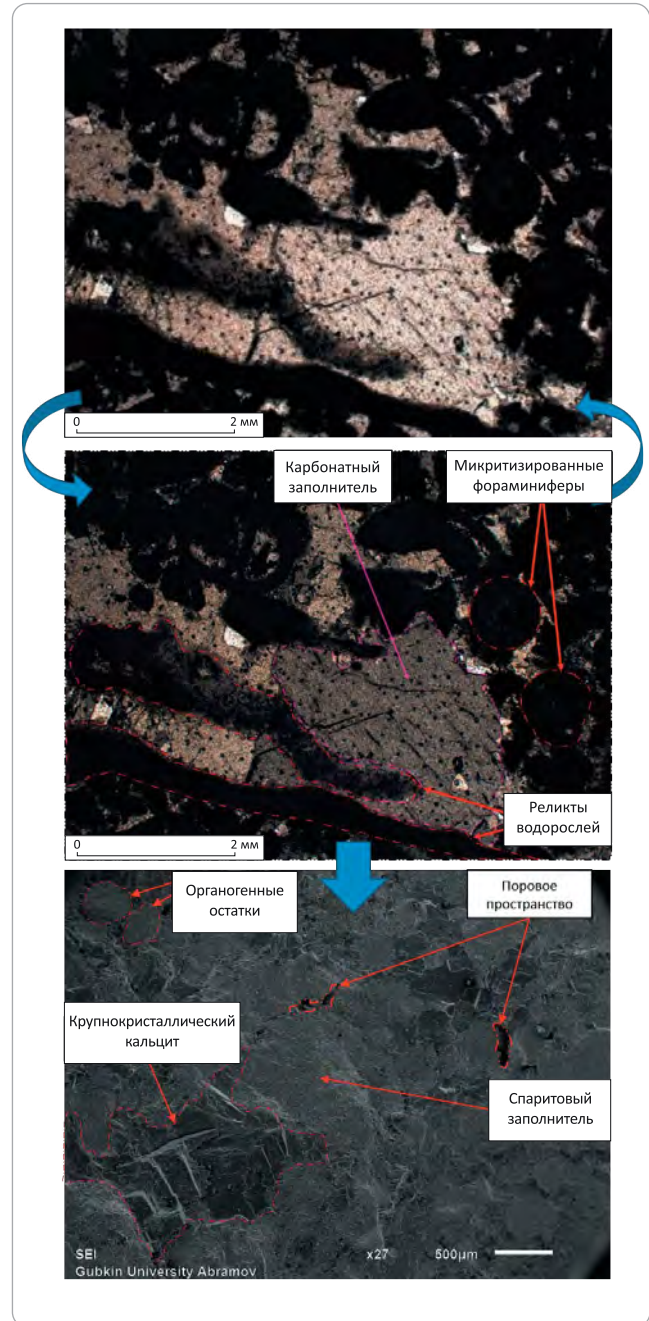 0 2 мм
Карбонатный
заполнитель
Микритизированные
фораминиферы
Реликты
водорослей
0 2 мм
Органогенные
остатки
Поровое
пространство
Крупнокристаллический
кальцит
Спаритовый
заполнитель
SEI x27 500µm
Gubkin University Abramov